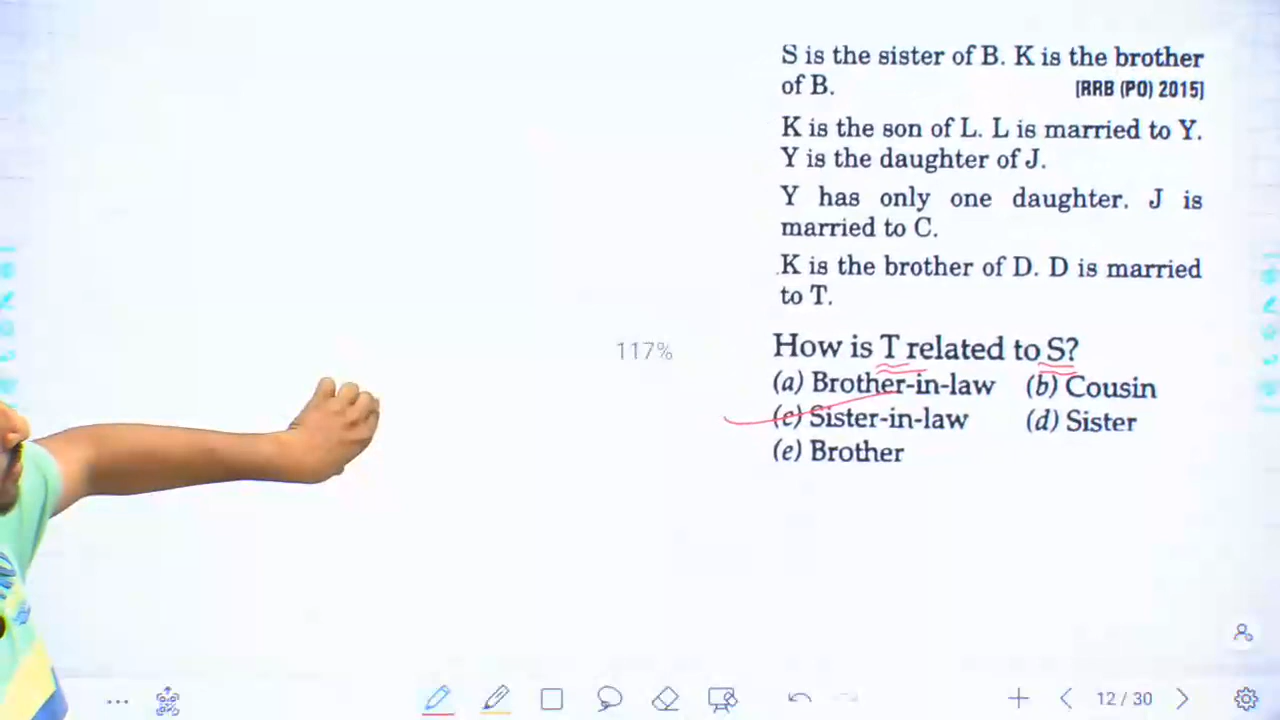 S is the sister of B. K is the brother
of B. [RRB (PO) 2015]
K is the son of L. L is married to Y.
Y is the daughter of J.
Y has only one daughter. J is
married to C.
K is the brother of D. D is married
to T.
117%
How is T related to S?
(a) Brother-in-law (b) Cousin
(c) Sister-in-law (d) Sister
(e) Brother
12 / 30